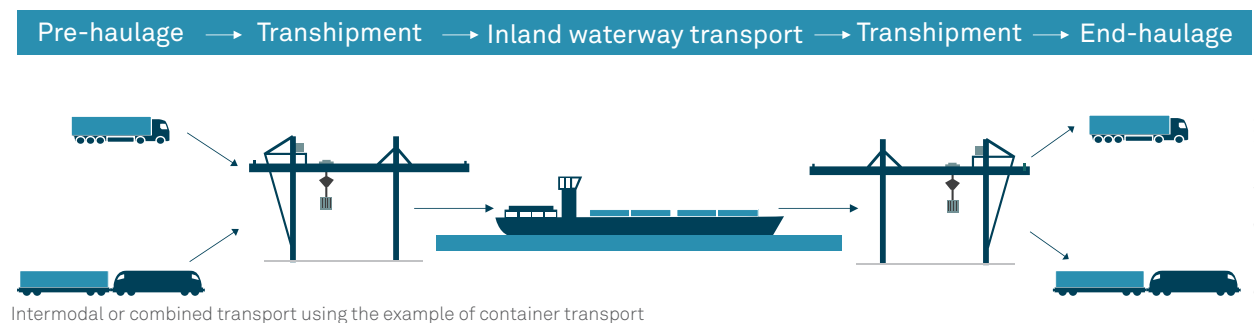 Pre-haulage → Transhipment → Inland waterway transport → Transhipment → End-haulage
Intermodal or combined transport using the example of container transport